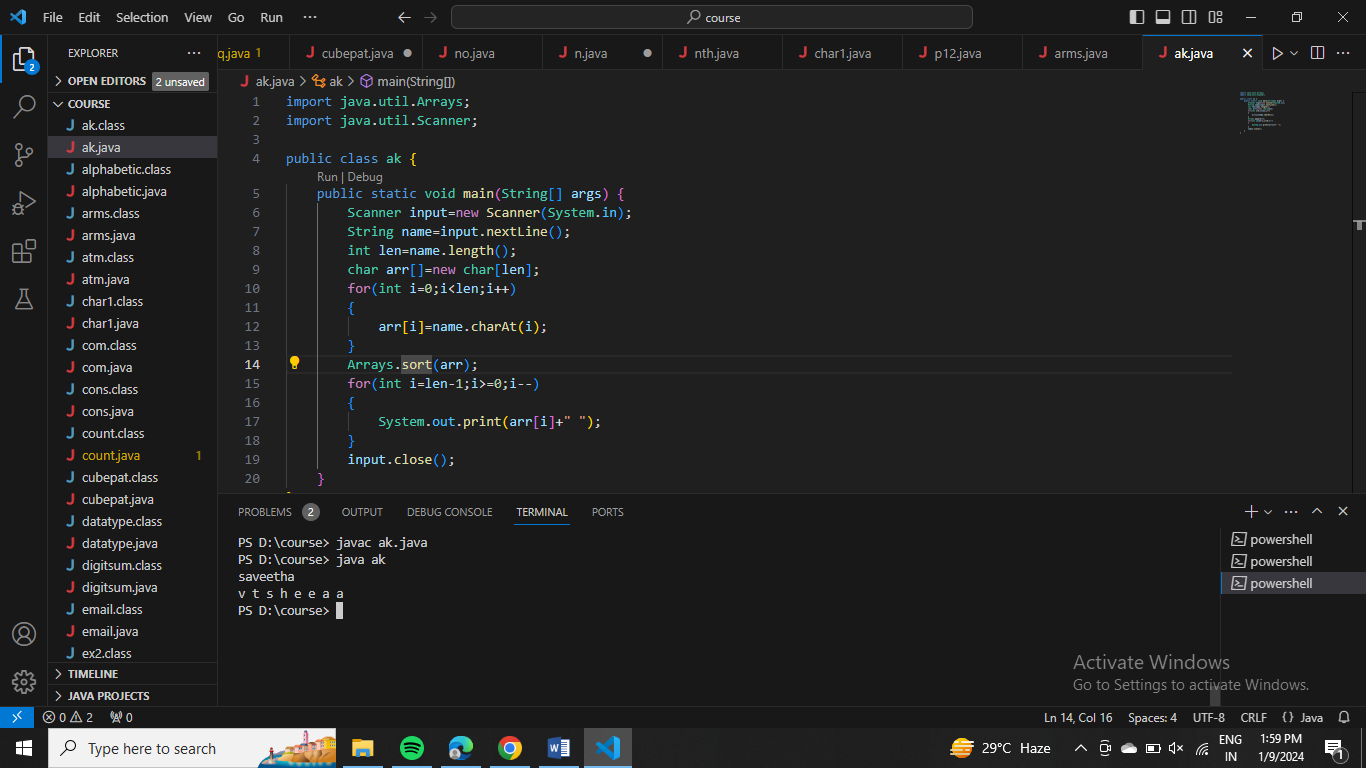 File Edit Selection View Go Run ··· course
EXPLORER ···
OPEN EDITORS 2 unsaved
COURSE
ak.class
ak.java
alphabetic.class
alphabetic.java
arms.class
arms.java
atm.class
atm.java
char1.class
char1.java
com.class
com.java
cons.class
cons.java
count.class
count.java 1
cubepat.class
cubepat.java
datatype.class
datatype.java
digitsum.class
digitsum.java
email.class
email.java
ex2.class
TIMELINE
JAVA PROJECTS
2
q.java 1 cubepat.java no.java n.java nth.java char1.java p12.java arms.java ak.java
ak.java > ak > main(String[])
1 import java.util.Arrays;
2 import java.util.Scanner;
3
4 public class ak {
Run | Debug
5 public static void main(String[] args) {
6 Scanner input=new Scanner(System.in);
7 String name=input.nextLine();
8 int len=name.length();
9 char arr[]=new char[len];
10 for(int i=0;i<len;i++)
11 {
12 arr[i]=name.charAt(i);
13 }
14 Arrays.sort(arr);
15 for(int i=len-1;i>=0;i--)
16 {
17 System.out.print(arr[i]+" ");
18 }
19 input.close();
20 }
PROBLEMS 2 OUTPUT DEBUG CONSOLE TERMINAL PORTS
PS D:\course> javac ak.java
PS D:\course> java ak
saveetha
v t s h e e a a
PS D:\course>
powershell
powershell
powershell
Activate Windows
Go to Settings to activate Windows.
0 2 0 Ln 14, Col 16 Spaces: 4 UTF-8 CRLF {} Java
Type here to search
29°C Haze
ENG
IN
1:59 PM
1/9/2024
1